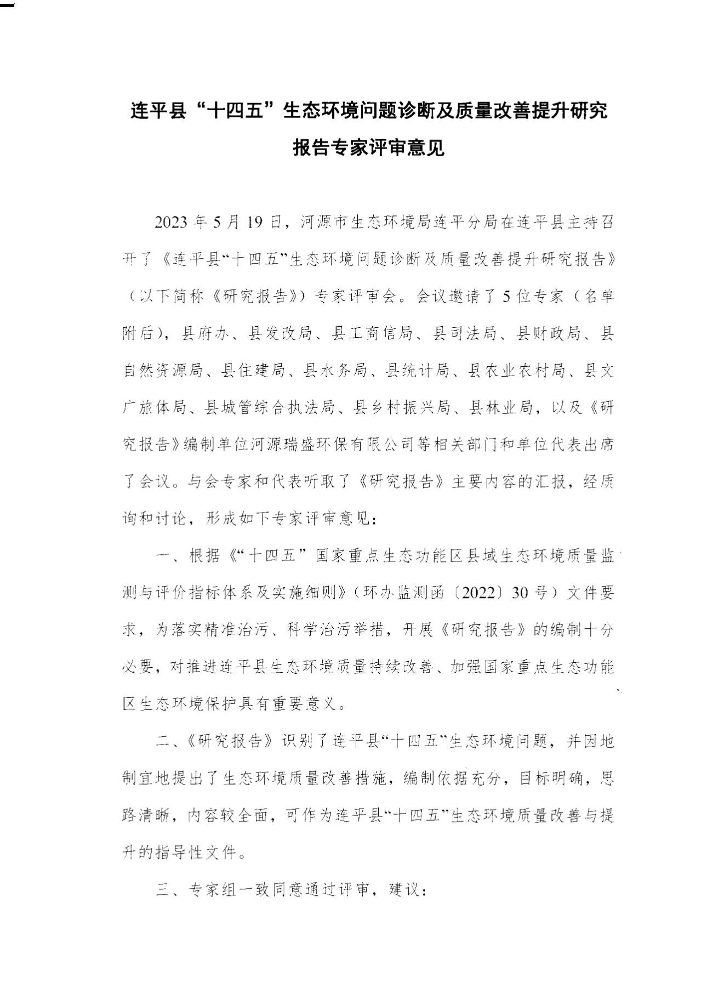 连平县“十四五”生态环境问题诊断及质量改善提升研究
报告专家评审意见
2023 年 5 月 19 日，河源市生态环境局连平分局在连平县主持召
开了《连平县“十四五”生态环境问题诊断及质量改善提升研究报告》
（以下简称《研究报告》）专家评审会。会议邀请了 5 位专家（名单
附后），县府办、县发改局、县工商信局、县司法局、县财政局、县
自然资源局、县住建局、县水务局、县统计局、县农业农村局、县文
广旅体局、县城管综合执法局、县乡村振兴局、县林业局，以及《研
究报告》编制单位河源瑞盛环保有限公司等相关部门和单位代表出席
了会议。与会专家和代表听取了《研究报告》主要内容的汇报，经质
询和讨论，形成如下专家评审意见：
一、根据《“十四五”国家重点生态功能区县域生态环境质量监
测与评价指标体系及实施细则》（环办监测函〔2022〕30 号）文件要
求，为落实精准治污、科学治污举措，开展《研究报告》的编制十分
必要，对推进连平县生态环境质量持续改善、加强国家重点生态功能
区生态环境保护具有重要意义。
二、《研究报告》识别了连平县“十四五”生态环境问题，并因地
制宜地提出了生态环境质量改善措施，编制依据充分，目标明确，思
路清晰，内容较全面，可作为连平县“十四五”生态环境质量改善与提
升的指导性文件。
三、专家组一致同意通过评审，建议：